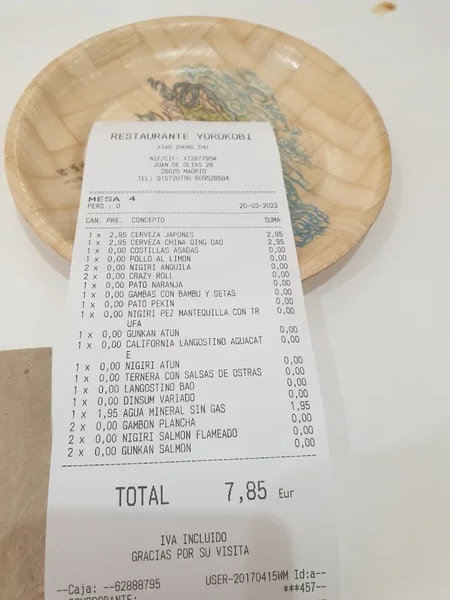 RESTAURANTE YOROKOBI
XIAO ZHONG ZHU
NIF/CIF: X1287795W
JUAN DE OLIAS 28
28020 MADRID
TEL: 915720796 609528584
MESA 4
PERS.: 0 20-03-2022
CAN. PRE. CONCEPTO SUMA
1 x 2,95 CERVEZA JAPONES 2,95
1 x 2,95 CERVEZA CHINA QING DAO 2,95
1 x 0,00 COSTILLAS ASADAS 0,00
1 x 0,00 POLLO AL LIMON 0,00
2 x 0,00 NIGIRI ANGUILA 0,00
2 x 0,00 CRAZY ROLL 0,00
1 x 0,00 PATO NARANJA 0,00
1 x 0,00 GAMBAS CON BAMBU Y SETAS 0,00
1 x 0,00 PATO PEKIN 0,00
1 x 0,00 NIGIRI PEZ MANTEQUILLA CON TR 0,00
UFA
1 x 0,00 GUNKAN ATUN 0,00
1 x 0,00 CALIFORNIA LANGOSTINO AGUACAT 0,00
E
1 x 0,00 NIGIRI ATUN 0,00
1 x 0,00 TERNERA CON SALSAS DE OSTRAS 0,00
1 x 0,00 LANGOSTINO BAO 0,00
1 x 0,00 DINSUM VARIADO 0,00
1 x 1,95 AGUA MINERAL SIN GAS 1,95
2 x 0,00 GAMBON PLANCHA 0,00
2 x 0,00 NIGIRI SALMON FLAMEADO 0,00
2 x 0,00 GUNKAN SALMON 0,00
TOTAL 7,85 Eur
IVA INCLUIDO
GRACIAS POR SU VISITA
--Caja: --62888795 USER-20170415WM Id:a--
***457--